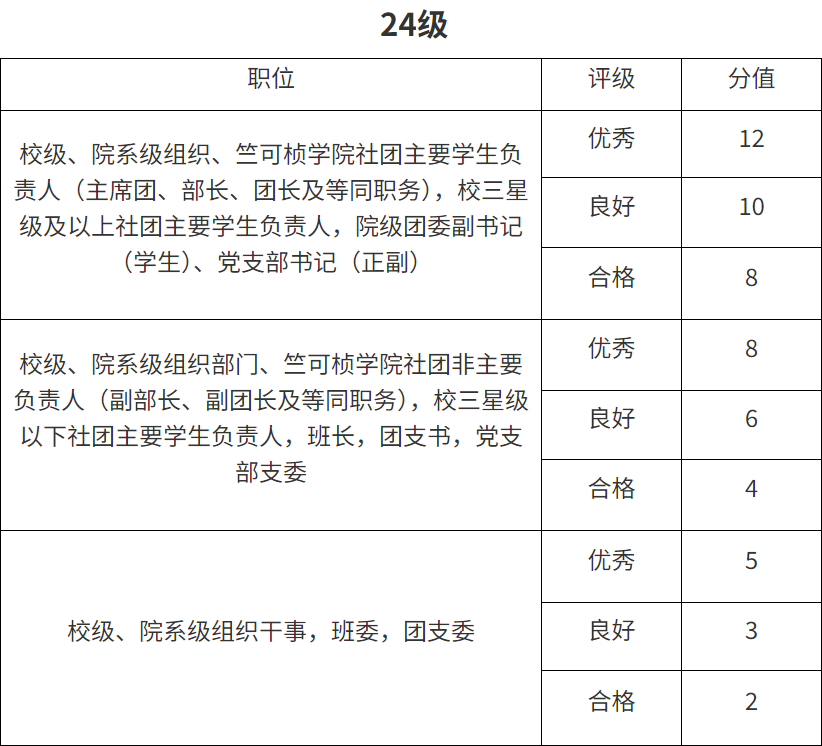 24级
职位 评级 分值
校级、院系级组织、竺可桢学院社团主要学生负
责人（主席团、部长、团长及等同职务），校三星
级及以上社团主要学生负责人，院级团委副书记
（学生）、党支部书记（正副）
优秀 12
良好 10
合格 8
校级、院系级组织部门、竺可桢学院社团非主要
负责人（副部长、副团长及等同职务），校三星级
以下社团主要学生负责人，班长，团支书，党支
部支委
优秀 8
良好 6
合格 4
校级、院系级组织干事，班委，团支委
优秀 5
良好 3
合格 2